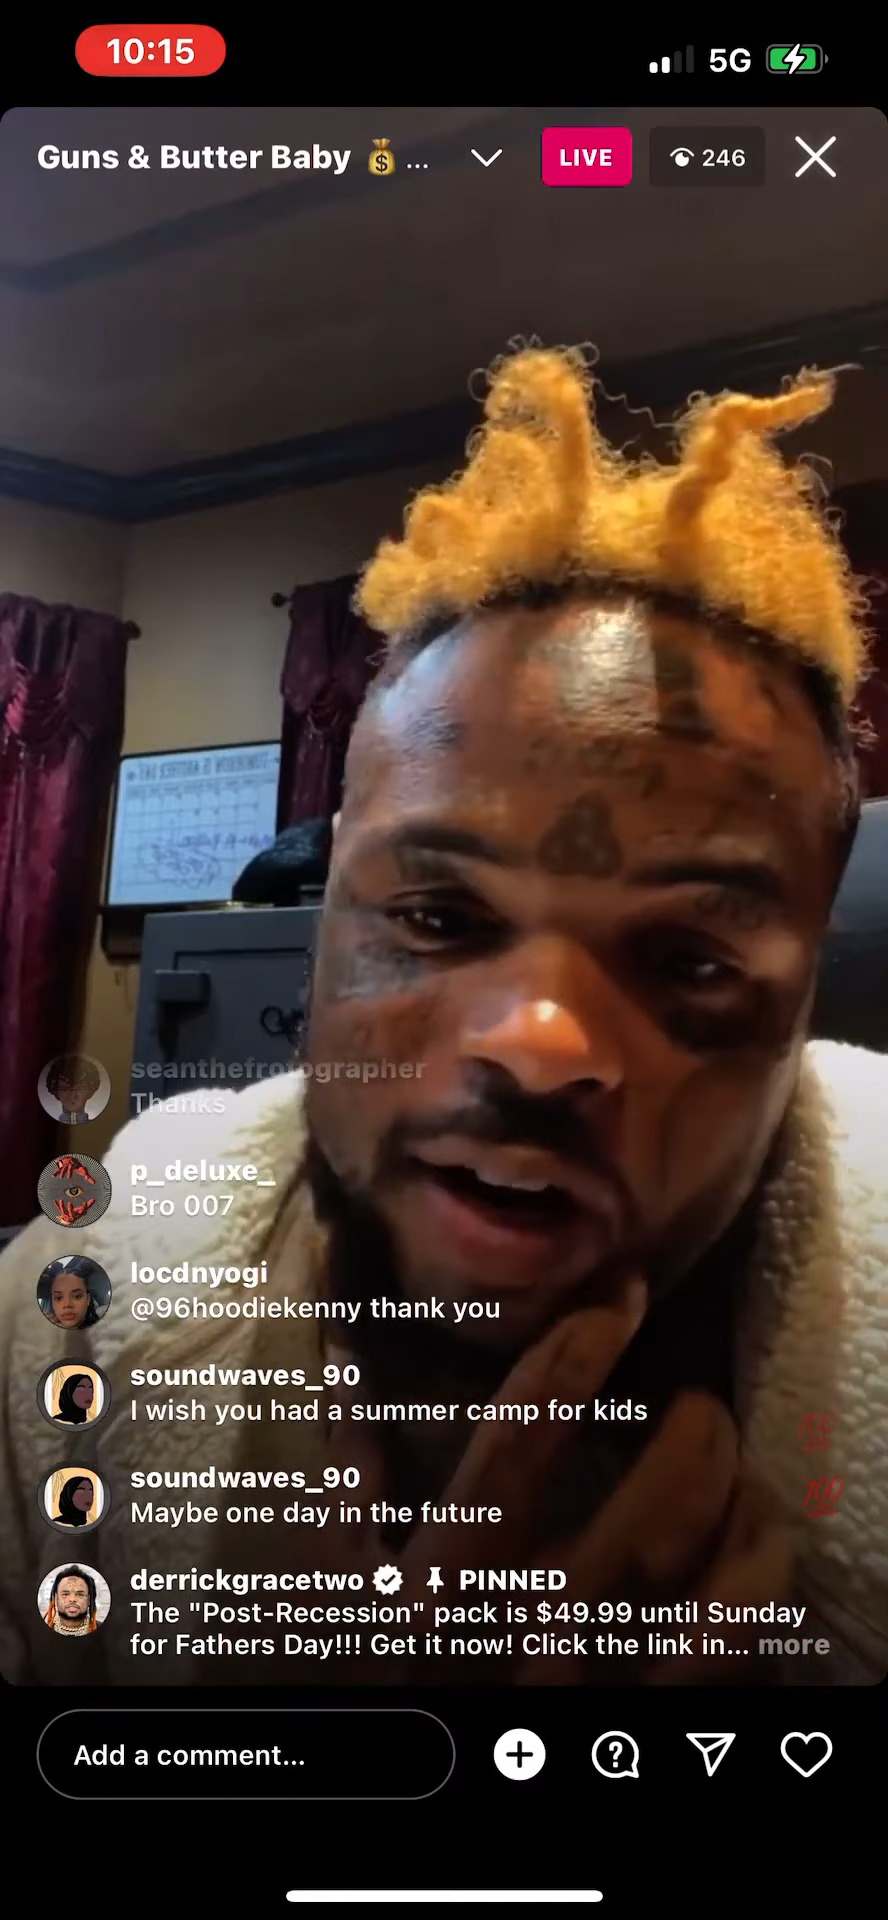 10:15
5G
Guns & Butter Baby 💰 ...
LIVE
246
seanthefrotographer
Thanks
p_deluxe_
Bro 007
locdnyogi
@96hoodiekenny thank you
soundwaves_90
I wish you had a summer camp for kids
soundwaves_90
Maybe one day in the future
derrickgracetwo PINNED
The "Post-Recession" pack is $49.99 until Sunday
for Fathers Day!!! Get it now! Click the link in... more
Add a comment...